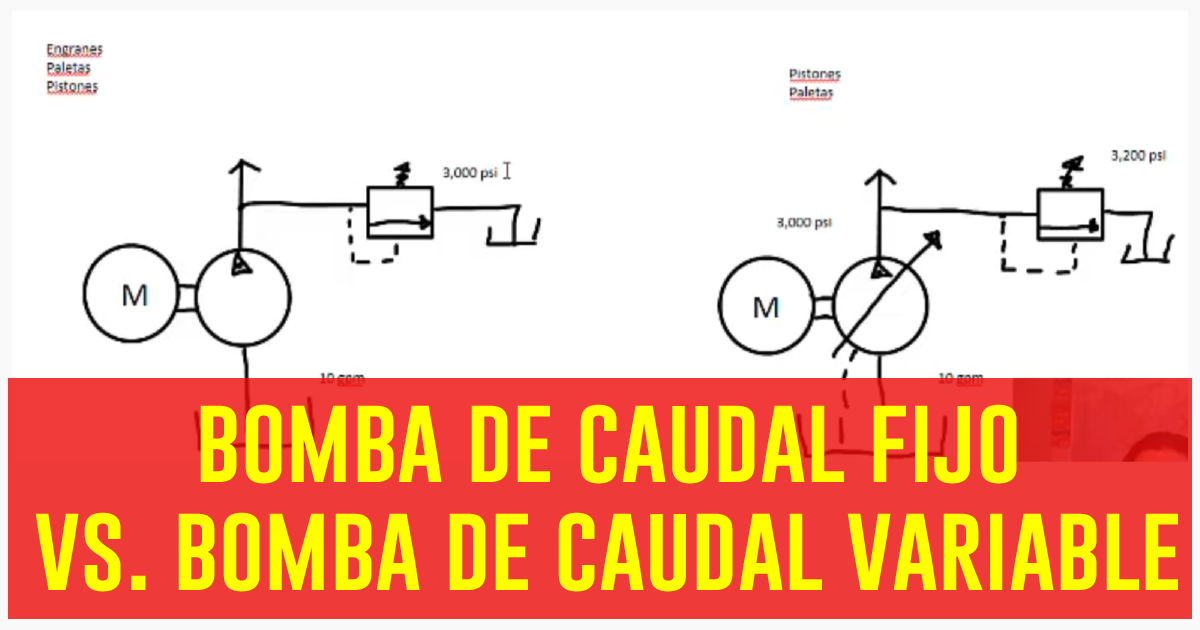 Engranes
Paletas
Pistones
3,000 psi
M
10 gpm
Pistones
Paletas
3,200 psi
3,000 psi
M
10 gpm
BOMBA DE CAUDAL FIJO
VS. BOMBA DE CAUDAL VARIABLE